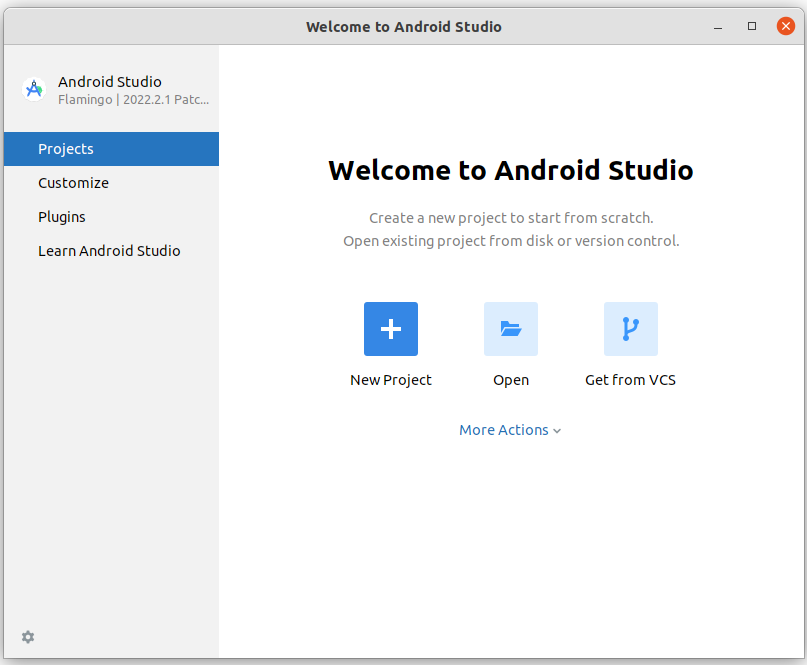 Welcome to Android Studio
Android Studio
Flamingo | 2022.2.1 Patc...
Projects
Customize
Plugins
Learn Android Studio
Welcome to Android Studio
Create a new project to start from scratch.
Open existing project from disk or version control.
New Project
Open
Get from VCS
More Actions